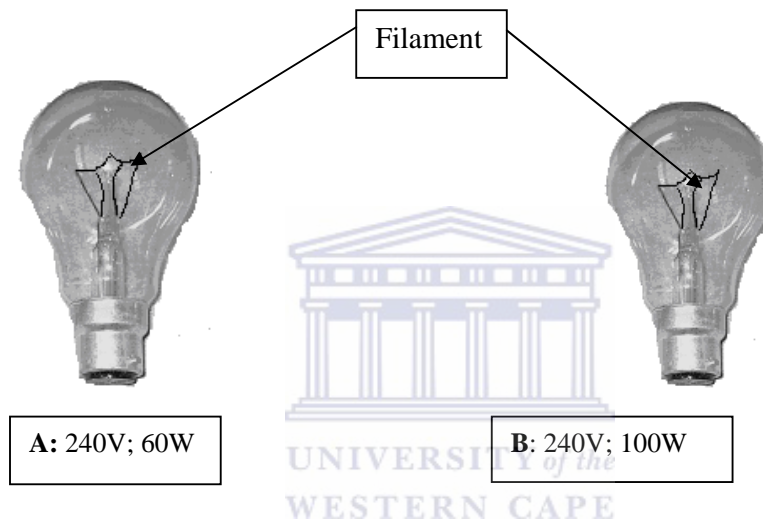 Filament
A: 240V; 60W
B: 240V; 100W
UNIVERSITY of the
WESTERN CAPE